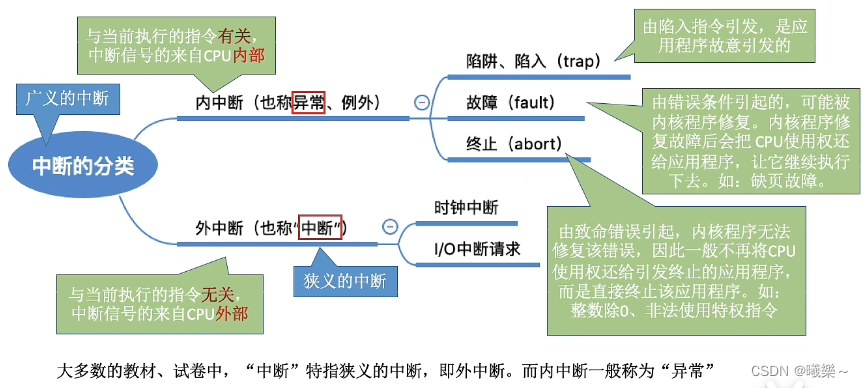 与当前执行的指令有关，
中断信号的来自CPU内部
由陷入指令引发，是应
用程序故意引发的
广义的中断
中断的分类
内中断（也称异常、例外）
陷阱、陷入（trap）
故障（fault）
终止（abort）
由错误条件引起的，可能被
内核程序修复。内核程序修
复故障后会把 CPU使用权还
给应用程序，让它继续执行
下去。如：缺页故障。
外中断（也称“中断”）
时钟中断
I/O中断请求
狭义的中断
由致命错误引起，内核程序无法
修复该错误，因此一般不再将CPU
使用权还给引发终止的应用程序，
而是直接终止该应用程序。如：
整数除0、非法使用特权指令
与当前执行的指令无关，
中断信号的来自CPU外部
大多数的教材、试卷中，“中断”特指狭义的中断，即外中断。而内中断一般称为“异常”
CSDN @曦樂～